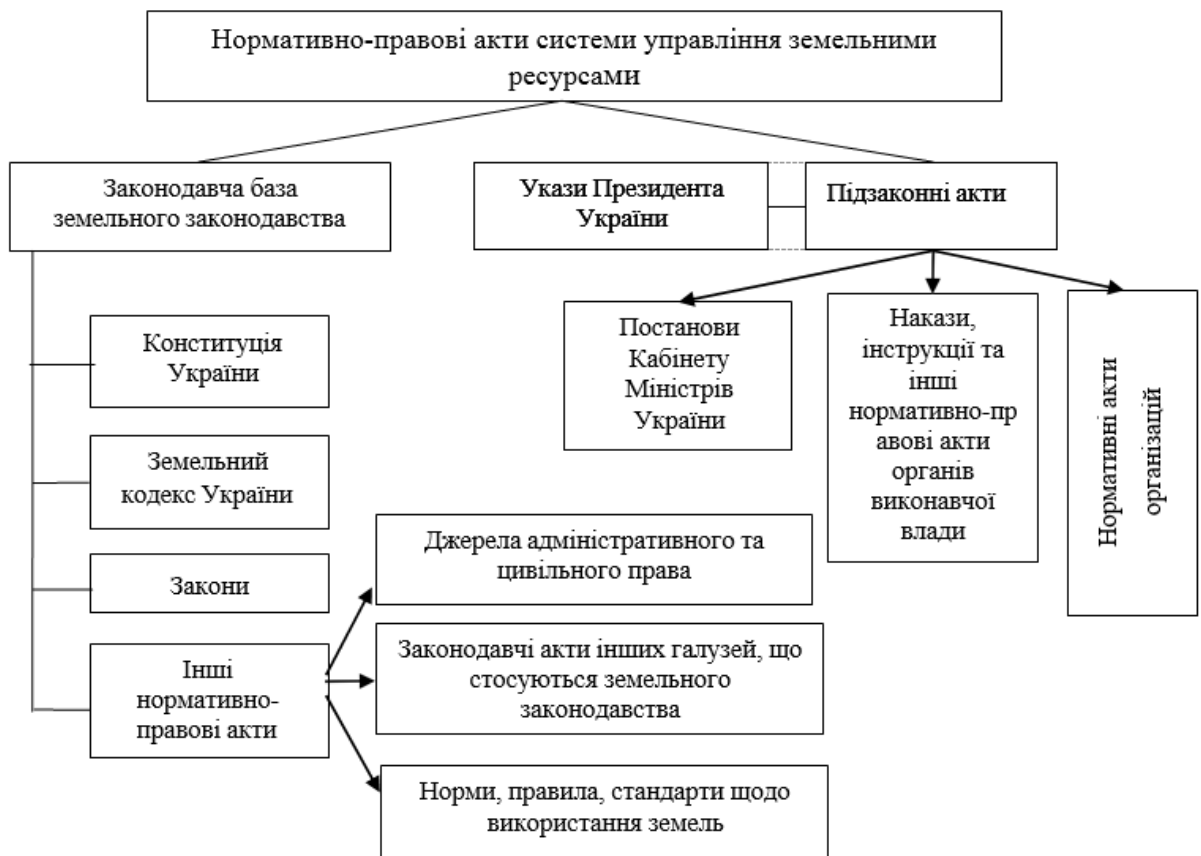 Нормативно-правові акти системи управління земельними
ресурсами
Законодавча база
земельного законодавства
Укази Президента
України
Підзаконні акти
Конституція
України
Земельний
кодекс України
Закони
Інші
нормативно-
правові акти
Постанови
Кабінету
Міністрів
України
Накази,
інструкції та
інші
нормативно-пр
авові акти
органів
виконавчої
влади
Нормативні акти
організацій
Джерела адміністративного та
цивільного права
Законодавчі акти інших галузей, що
стосуються земельного
законодавства
Норми, правила, стандарти щодо
використання земель